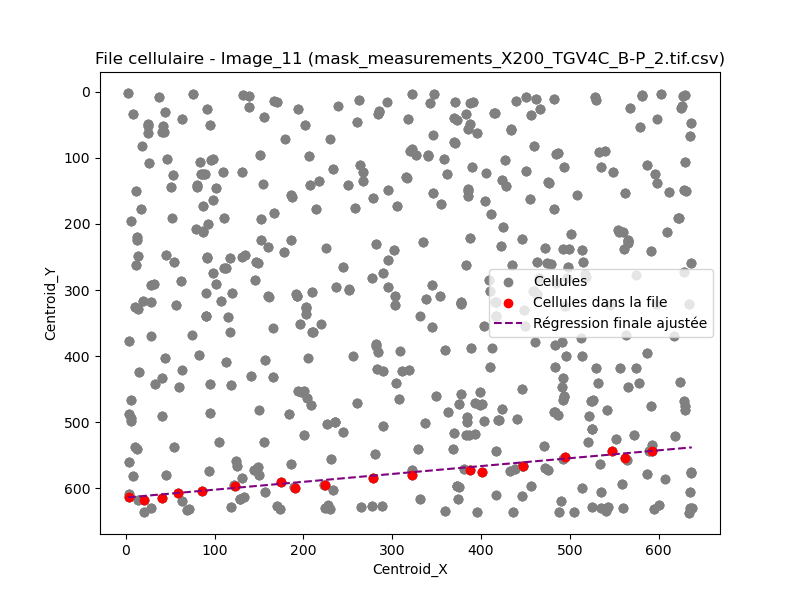 File cellulaire - Image_11 (mask_measurements_X200_TGV4C_B-P_2.tif.csv)
0
100
200
300
400
500
600
Centroid_Y
Cellules
Cellules dans la file
Régression finale ajustée
0 100 200 300 400 500 600
Centroid_X